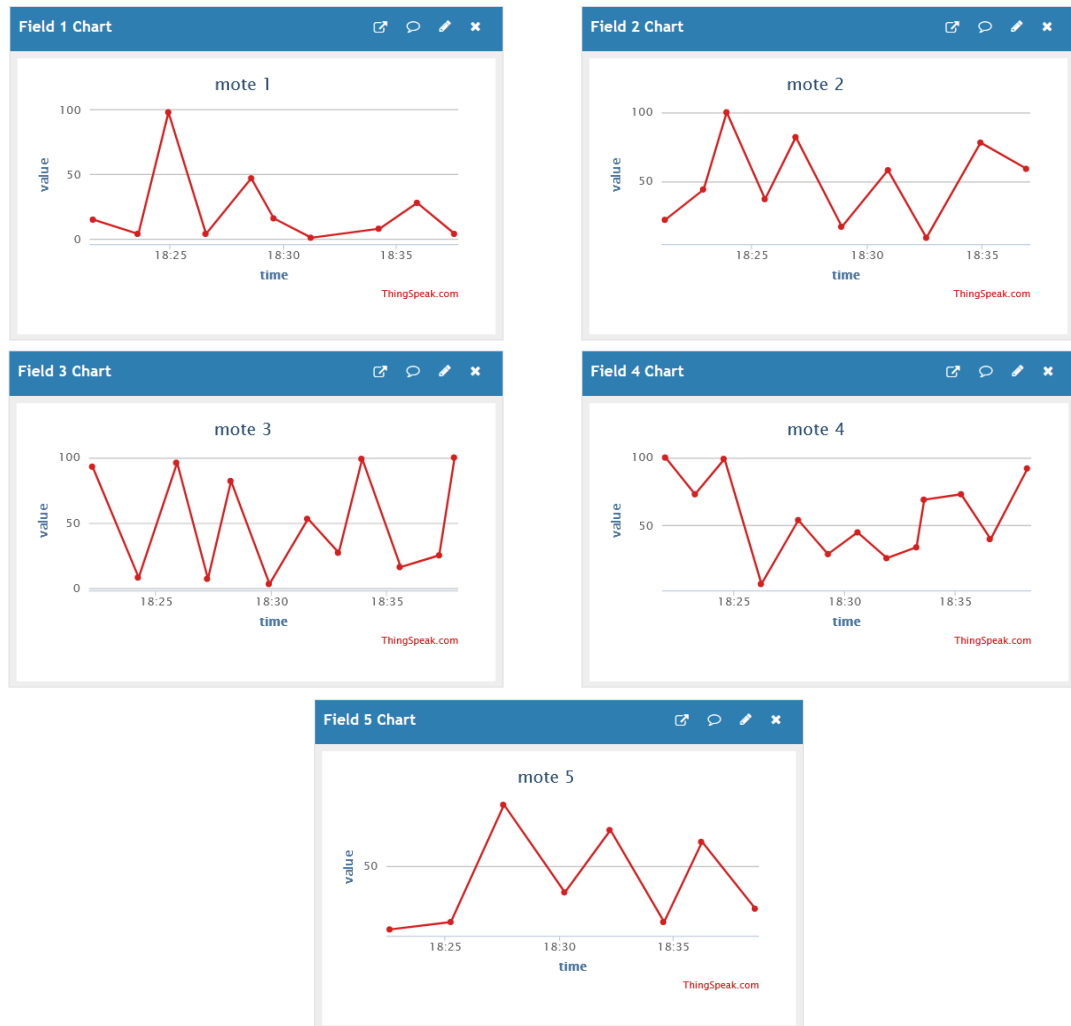 Field 1 Chart
mote 1
100
50
0
value
18:25 18:30 18:35
time
ThingSpeak.com
Field 2 Chart
mote 2
100
50
value
18:25 18:30 18:35
time
ThingSpeak.com
Field 3 Chart
mote 3
100
50
0
value
18:25 18:30 18:35
time
ThingSpeak.com
Field 4 Chart
mote 4
100
50
value
18:25 18:30 18:35
time
ThingSpeak.com
Field 5 Chart
mote 5
50
value
18:25 18:30 18:35
time
ThingSpeak.com